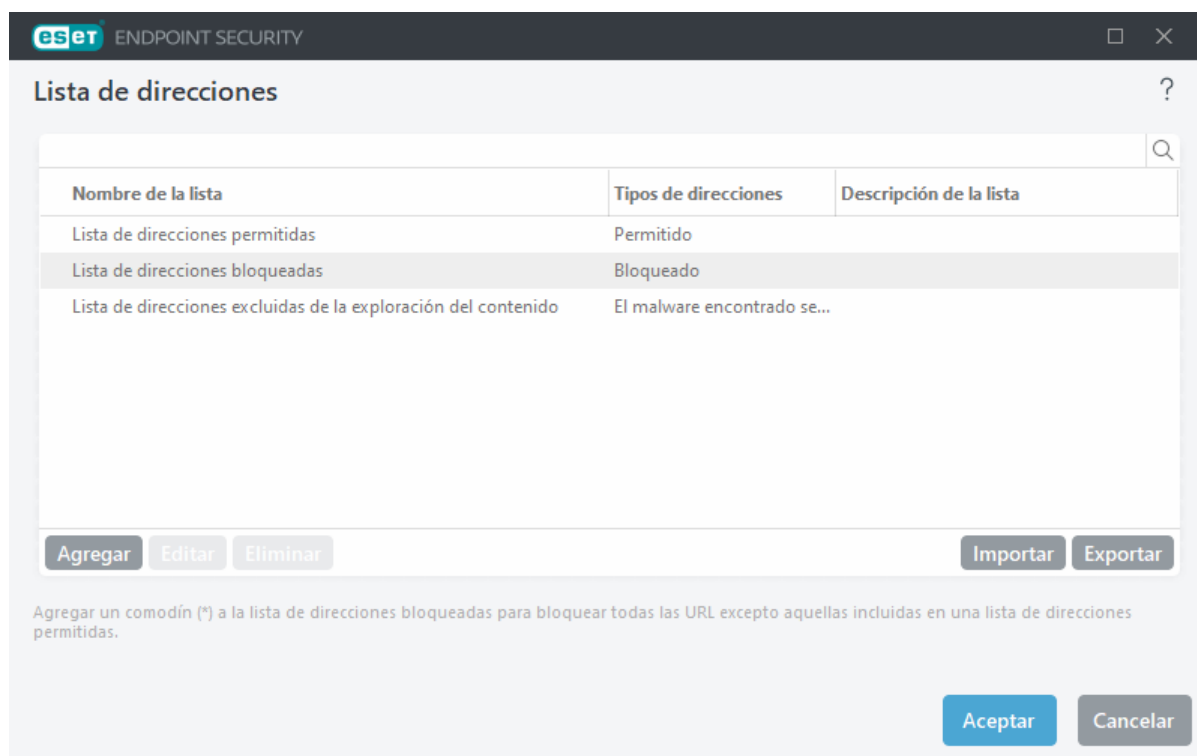 eset ENDPOINT SECURITY
Lista de direcciones
?
Nombre de la lista Tipos de direcciones Descripción de la lista
Lista de direcciones permitidas Permitido
Lista de direcciones bloqueadas Bloqueado
Lista de direcciones excluidas de la exploración del contenido El malware encontrado se...
Agregar Editar Eliminar Importar Exportar
Agregar un comodín (*) a la lista de direcciones bloqueadas para bloquear todas las URL excepto aquellas incluidas en una lista de direcciones
permitidas.
Aceptar Cancelar